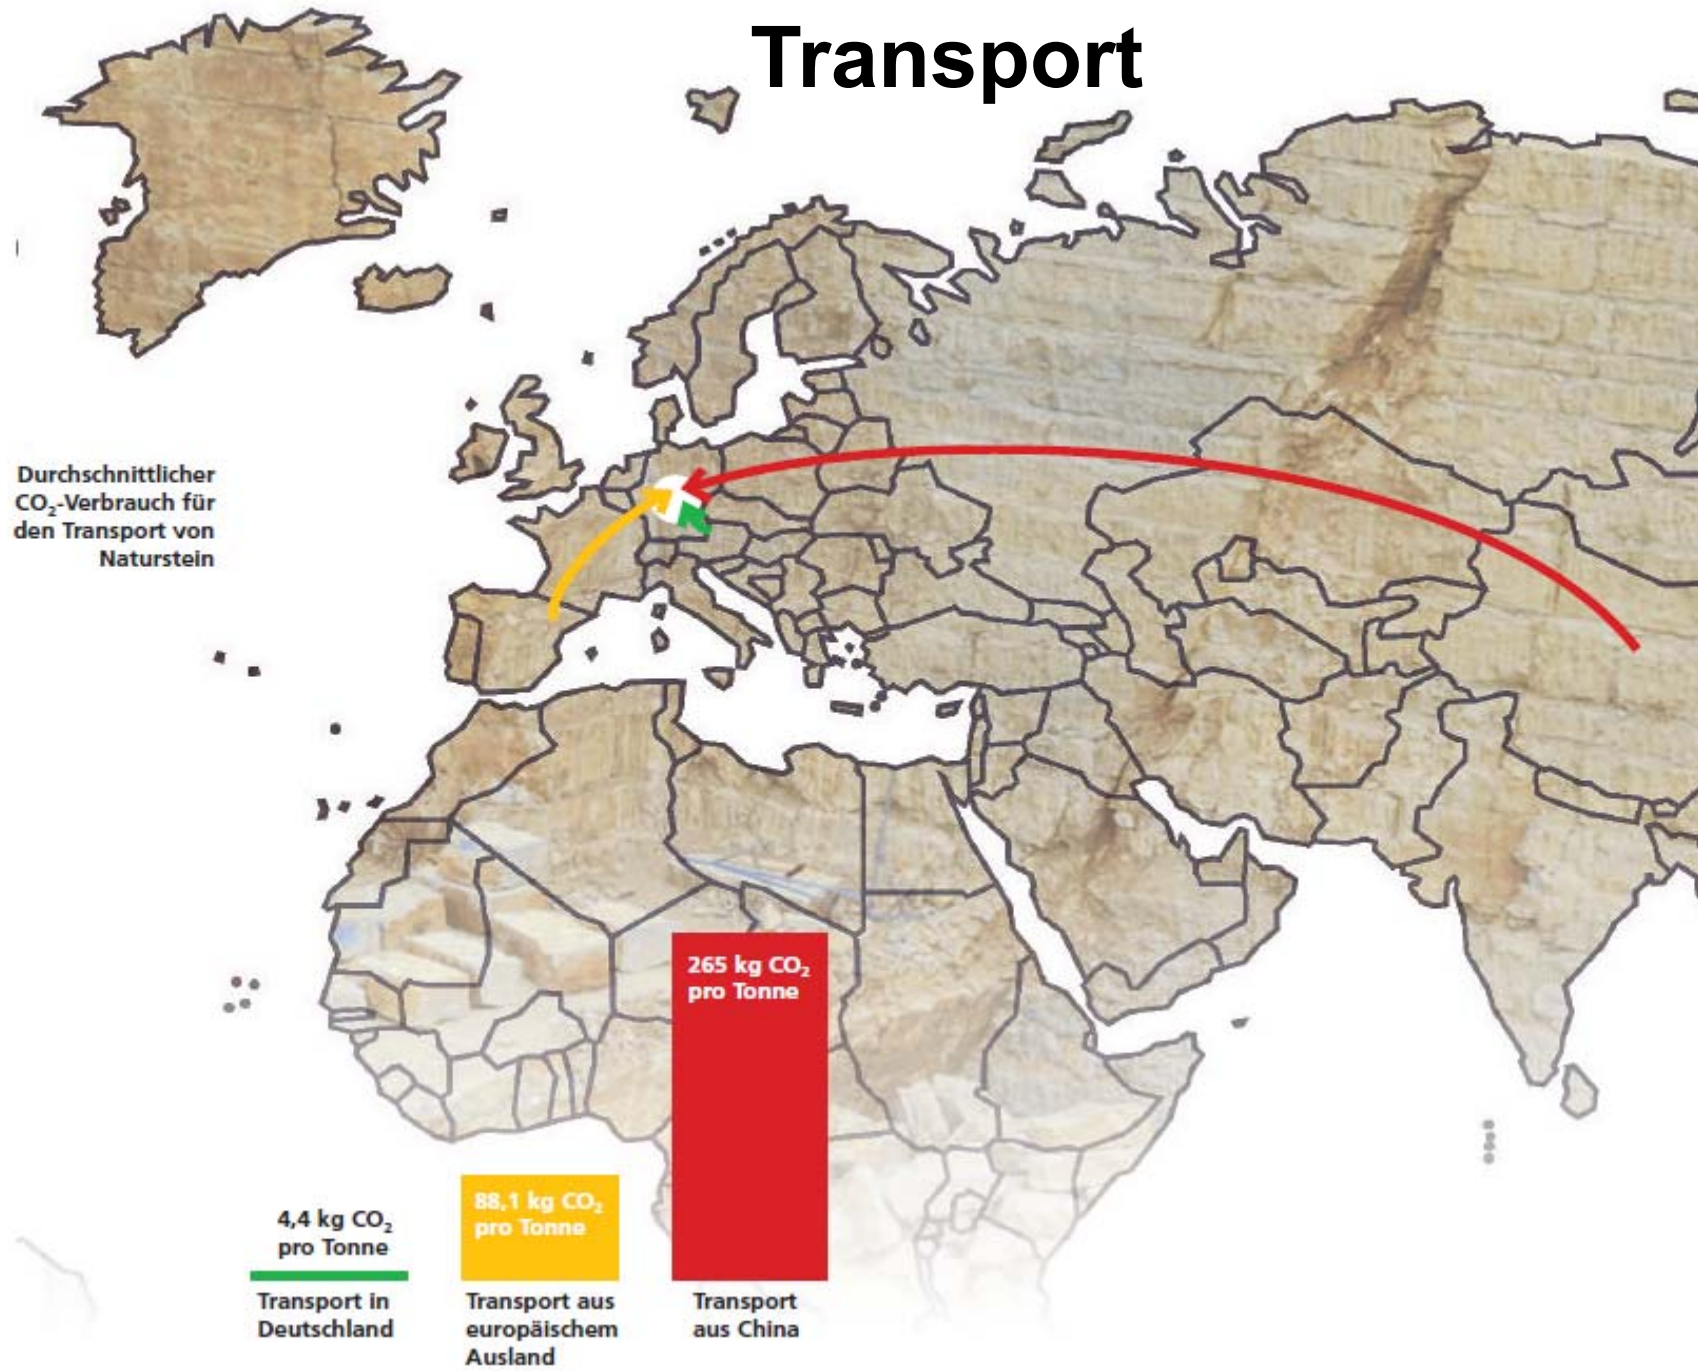 Transport
Durchschnittlicher
CO₂-Verbrauch für
den Transport von
Naturstein
265 kg CO₂
pro Tonne
88,1 kg CO₂
pro Tonne
4,4 kg CO₂
pro Tonne
Transport in
Deutschland
Transport aus
europäischem
Ausland
Transport
aus China